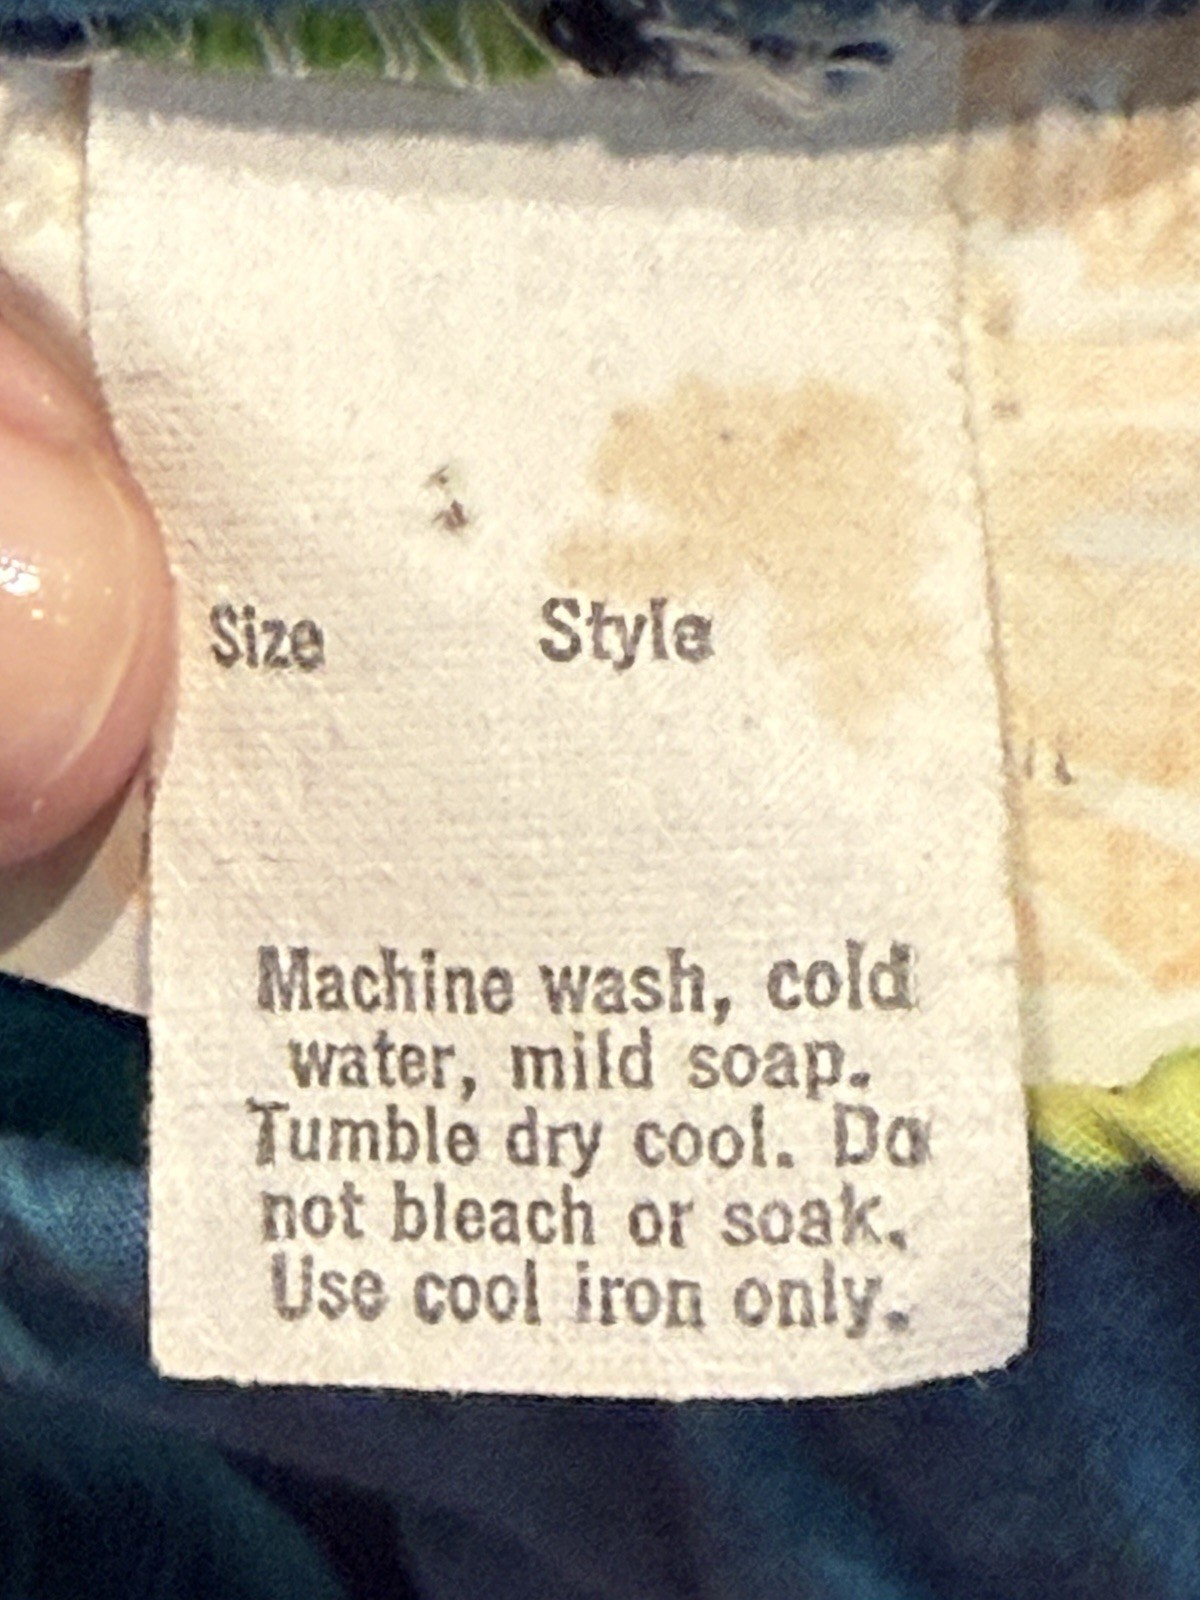 Size Style
Machine wash, cold
water, mild soap.
Tumble dry cool. Do
not bleach or soak.
Use cool iron only.